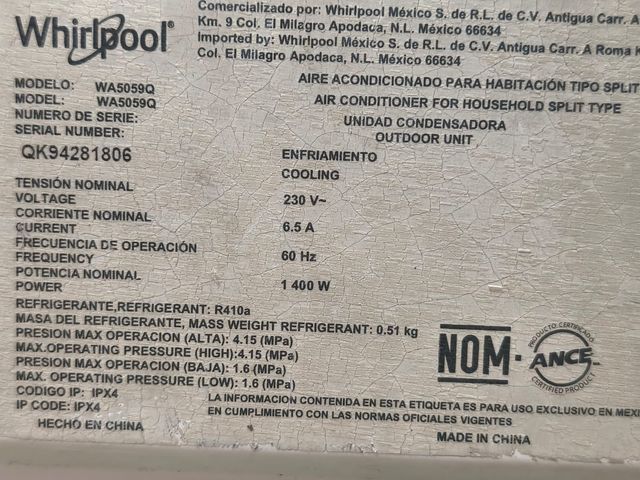 Whirlpool
Comercializado por: Whirlpool México S. de R.L. de C.V. Antigua Carr. A
Km. 9 Col. El Milagro Apodaca, N.L. México 66634
Imported by: Whirlpool México S. de R.L. de C.V. Antigua Carr. A Roma K
Col. El Milagro Apodaca, N.L. México 66634
AIRE ACONDICIONADO PARA HABITACIÓN TIPO SPLIT
AIR CONDITIONER FOR HOUSEHOLD SPLIT TYPE
UNIDAD CONDENSADORA
OUTDOOR UNIT
MODELO: WA5059Q
MODEL: WA5059Q
NUMERO DE SERIE:
SERIAL NUMBER:
QK94281806
ENFRIAMIENTO
COOLING
TENSIÓN NOMINAL
VOLTAGE 230 V~
CORRIENTE NOMINAL
CURRENT 6.5 A
FRECUENCIA DE OPERACIÓN
FREQUENCY 60 Hz
POTENCIA NOMINAL
POWER 1 400 W
REFRIGERANTE,REFRIGERANT: R410a
MASA DEL REFRIGERANTE, MASS WEIGHT REFRIGERANT: 0.51 kg
PRESION MAX OPERACION (ALTA): 4.15 (MPa)
MAX.OPERATING PRESSURE (HIGH):4.15 (MPa)
PRESION MAX OPERACION (BAJA): 1.6 (MPa)
MAX. OPERATING PRESSURE (LOW): 1.6 (MPa)
CODIGO IP: IPX4
IP CODE: IPX4
HECHO EN CHINA
NOM-
PRODUCTO CERTIFICADO
ANCE
CERTIFIED PRODUCT
LA INFORMACION CONTENIDA EN ESTA ETIQUETA ES PARA USO EXCLUSIVO EN MEXI
EN CUMPLIMIENTO CON LAS NORMAS OFICIALES VIGENTES
MADE IN CHINA